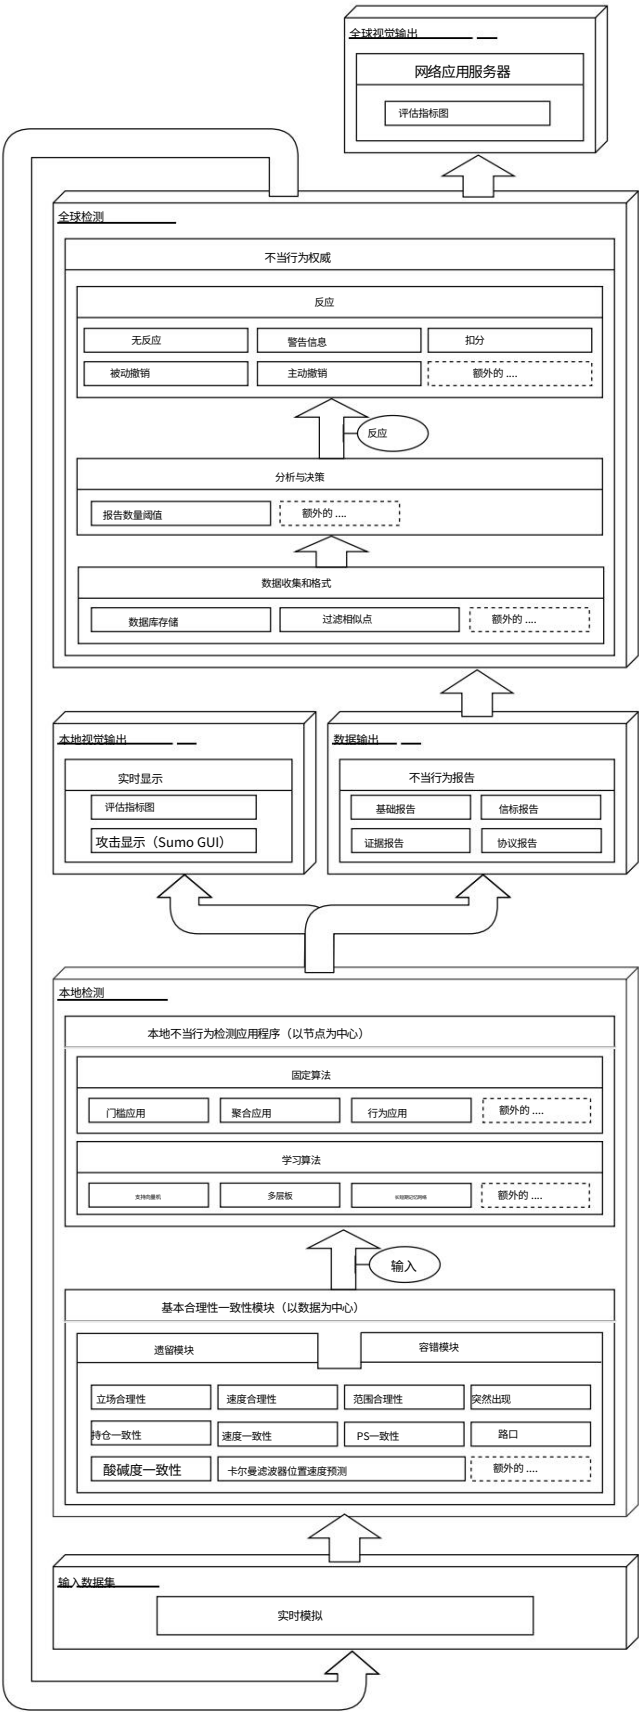 全球视觉输出
网络应用服务器
评估指标图
全球检测
不当行为权威
反应
无反应
警告信息
扣分
被动撤销
主动撤销
额外的 ....
反应
分析与决策
报告数量阈值
额外的 ....
数据收集和格式
数据库存储
过滤相似点
额外的 ....
本地视觉输出
实时显示
评估指标图
攻击显示（Sumo GUI）
数据输出
不当行为报告
基础报告
信标报告
证据报告
协议报告
本地检测
本地不当行为检测应用程序（以节点为中心）
固定算法
门槛应用
聚合应用
行为应用
额外的 ....
学习算法
支持向量机
多层板
长短期记忆网络
额外的 ....
输入
基本合理性一致性模块（以数据为中心）
遗留模块
容错模块
立场合理性
速度合理性
范围合理性
突然出现
持仓一致性
速度一致性
PS一致性
路口
酸碱度一致性
卡尔曼滤波器位置速度预测
额外的 ....
输入数据集
实时模拟